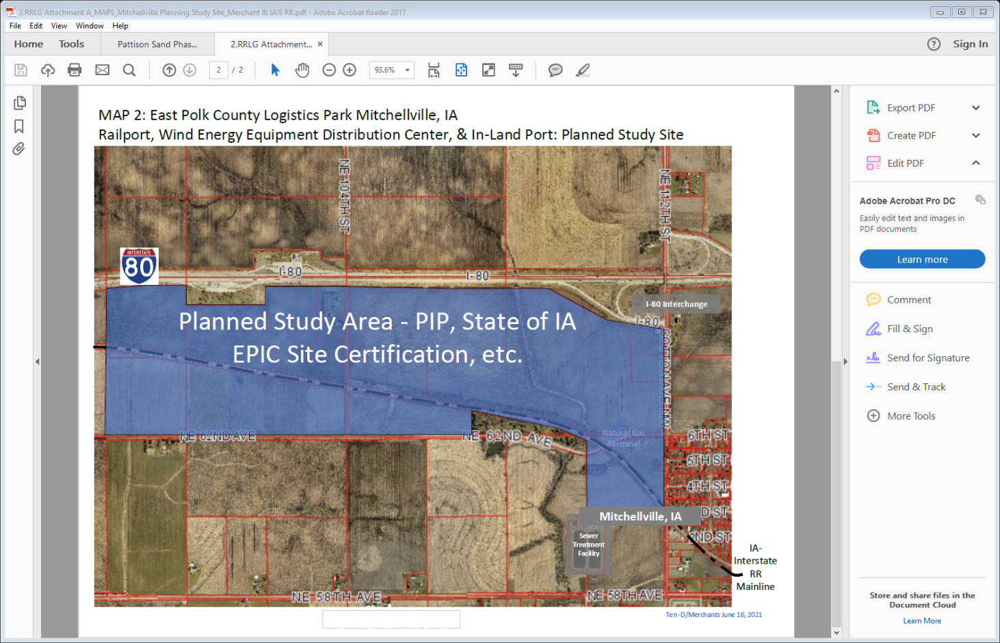 2.RRLG Attachment A_MAPS_Mitchellville Planning Study Site_Merchant & IAIS RR.pdf - Adobe Acrobat Reader 2017
File Edit View Window Help
Home Tools Pattison Sand Phas... 2.RRLG Attachment... × Sign In
2 / 2 93.6%
MAP 2: East Polk County Logistics Park Mitchellville, IA
Railport, Wind Energy Equipment Distribution Center, & In-Land Port: Planned Study Site
NE 104TH ST
NE 112TH ST
INTERSTATE
80
I-80
I-80
I-80 Interchange
I-80
Planned Study Area - PIP, State of IA
EPIC Site Certification, etc.
COTTON AVE NW
Natural Gas
Terminal
NE 62ND AVE
NE 62ND AVE
6TH ST
5TH ST
4TH ST
D ST
2ND ST
Mitchellville, IA
Sewer
Treatment
Facility
IA-
Interstate
RR
Mainline
NE 58TH AVE
NE 58TH AVE
Ten-D/Merchants June 16, 2021
Export PDF
Create PDF
Edit PDF
Adobe Acrobat Pro DC
Easily edit text and images in
PDF documents
Learn more
Comment
Fill & Sign
Send for Signature
Send & Track
More Tools
Store and share files in the
Document Cloud
Learn More